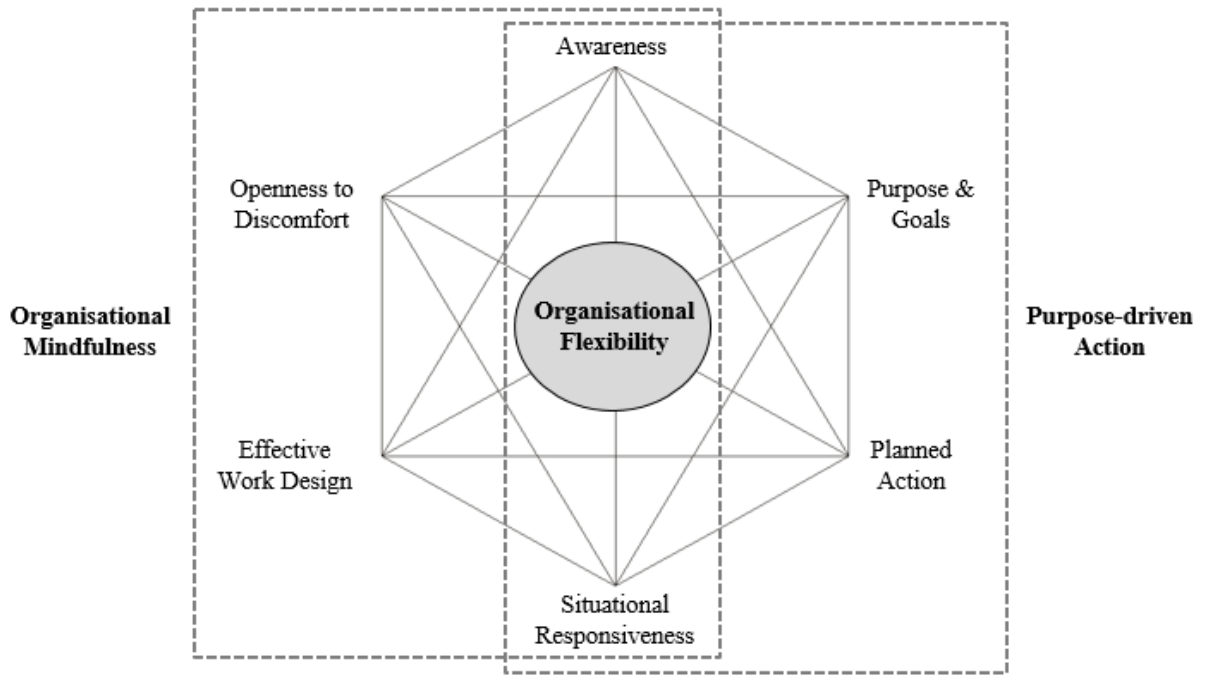 Awareness
Openness to
Discomfort
Purpose &
Goals
Organisational
Mindfulness
Organisational
Flexibility
Purpose-driven
Action
Effective
Work Design
Planned
Action
Situational
Responsiveness